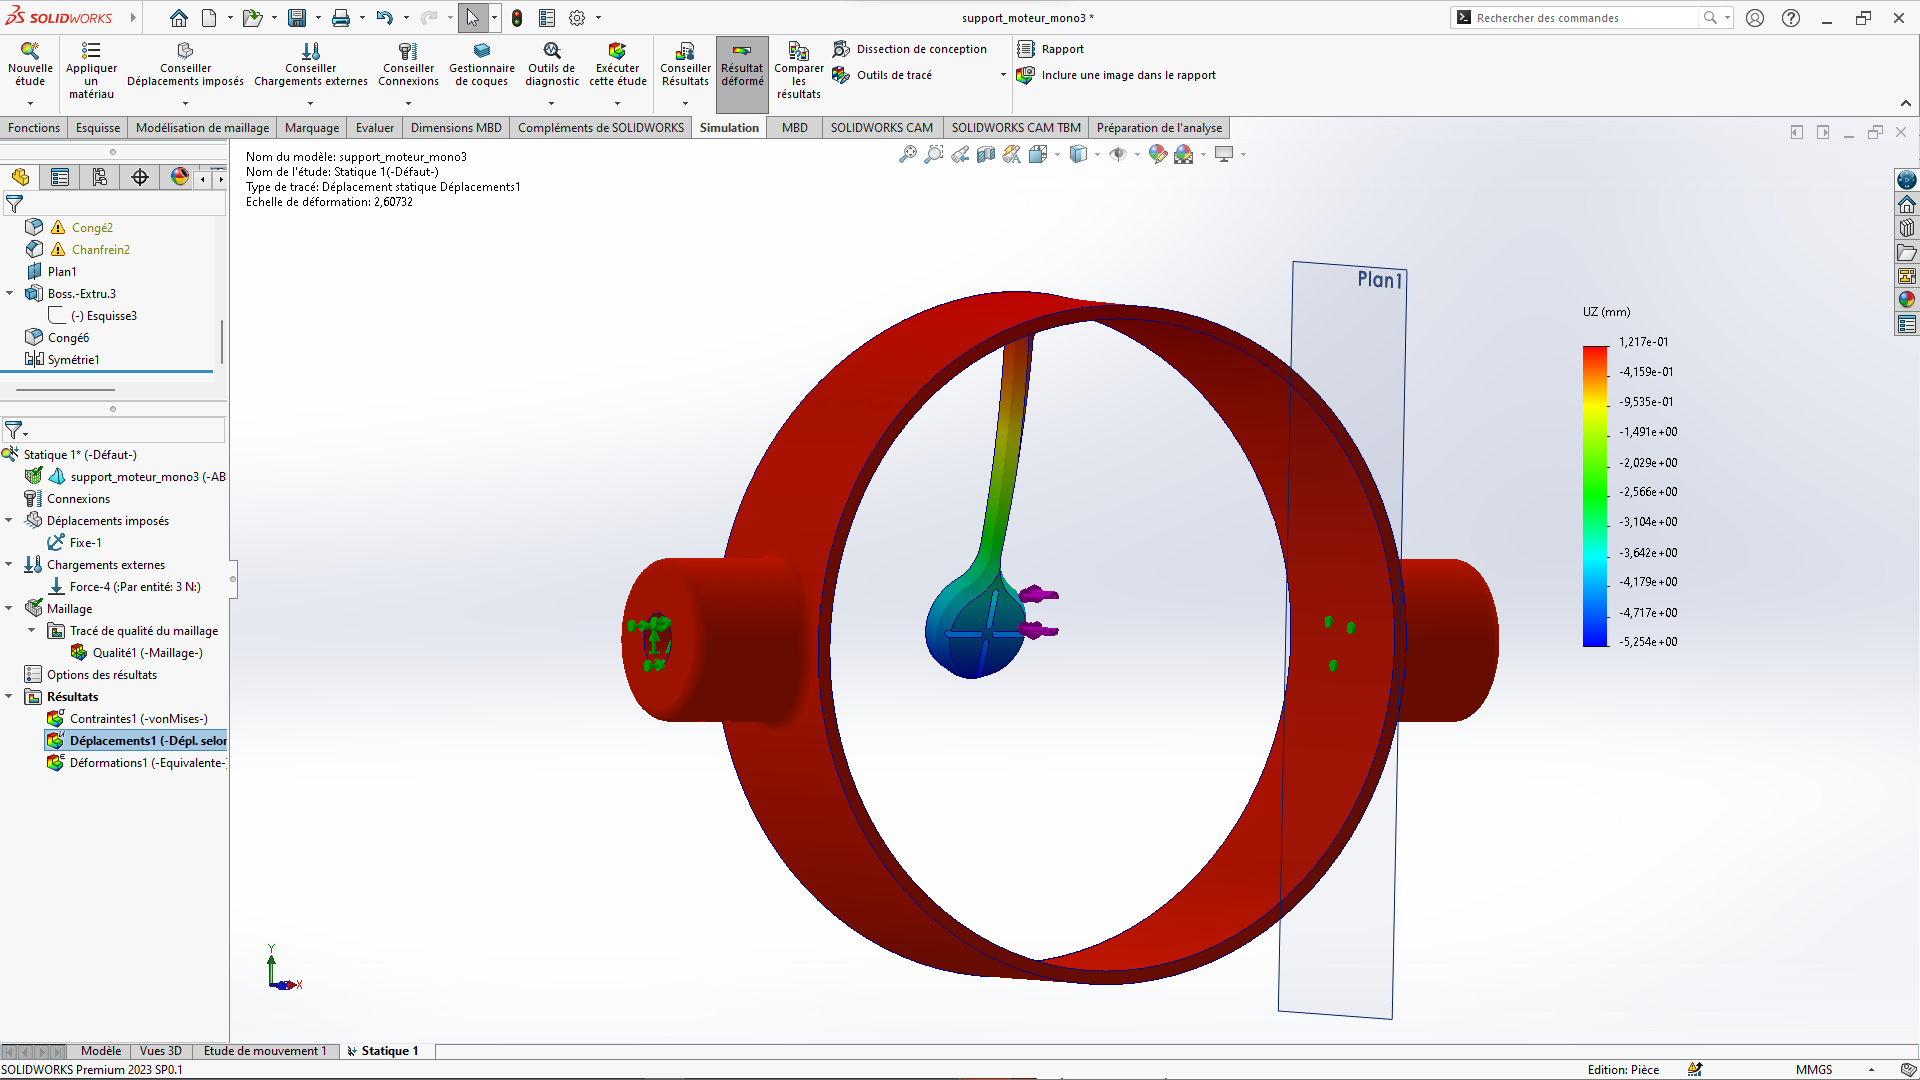 SOLIDWORKS
support_moteur_mono3 *
Rechercher des commandes
Nouvelle étude
Appliquer un matériau
Conseiller Déplacements imposés
Conseiller Chargements externes
Conseiller Connexions
Gestionnaire de coques
Outils de diagnostic
Exécuter cette étude
Conseiller Résultats
Résultat déformé
Comparer les résultats
Dissection de conception
Outils de tracé
Rapport
Inclure une image dans le rapport
Fonctions
Esquisse
Modélisation de maillage
Marquage
Evaluer
Dimensions MBD
Compléments de SOLIDWORKS
Simulation
MBD
SOLIDWORKS CAM
SOLIDWORKS CAM TBM
Préparation de l'analyse
Nom du modèle: support_moteur_mono3
Nom de l'étude: Statique 1(-Défaut-)
Type de tracé: Déplacement statique Déplacements1
Echelle de déformation: 2,60732
Congé2
Chanfrein2
Plan1
Boss.-Extru.3
(-) Esquisse3
Congé6
Symétrie1
Statique 1* (-Défaut-)
support_moteur_mono3 (-AB
Connexions
Déplacements imposés
Fixe-1
Chargements externes
Force-4 (:Par entité: 3 N:)
Maillage
Tracé de qualité du maillage
Qualité1 (-Maillage-)
Options des résultats
Résultats
Contraintes1 (-vonMises-)
Déplacements1 (-Dépl. selon
Déformations1 (-Equivalente-
Plan1
UZ (mm)
1,217e-01
-4,159e-01
-9,535e-01
-1,491e+00
-2,029e+00
-2,566e+00
-3,104e+00
-3,642e+00
-4,179e+00
-4,717e+00
-5,254e+00
Y
X
Modèle
Vues 3D
Etude de mouvement 1
Statique 1
SOLIDWORKS Premium 2023 SP0.1
Edition: Pièce
MMGS